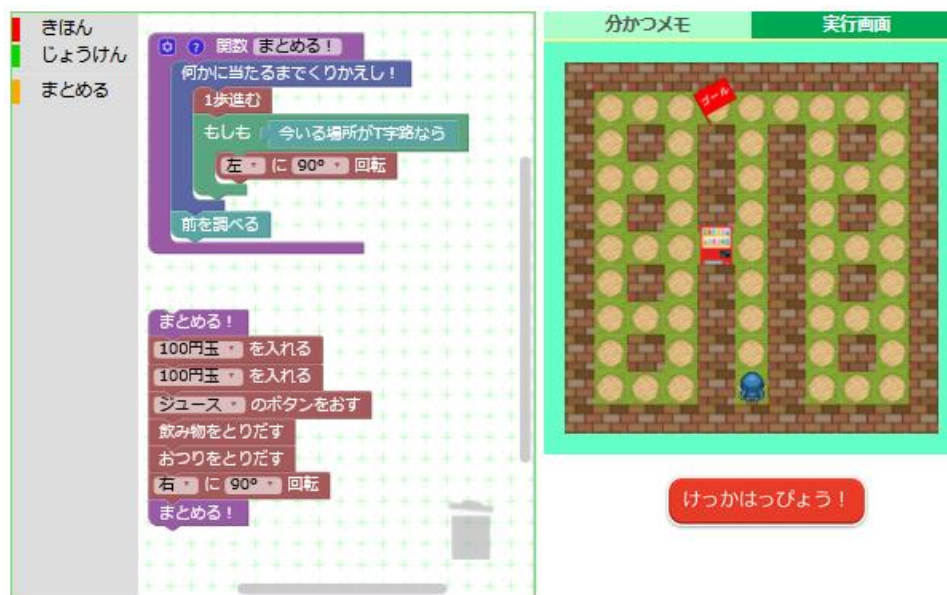 きほん
じょうけん
まとめる
関数 まとめる！
何かに当たるまでくりかえし！
1歩進む
もしも 今いる場所がT字路なら
左 に 90° 回転
前を調べる
まとめる！
100円玉 を入れる
100円玉 を入れる
ジュース のボタンをおす
飲み物をとりだす
おつりをとりだす
右 に 90° 回転
まとめる！
分かつメモ
実行画面
ゴール
けっかはっぴょう！